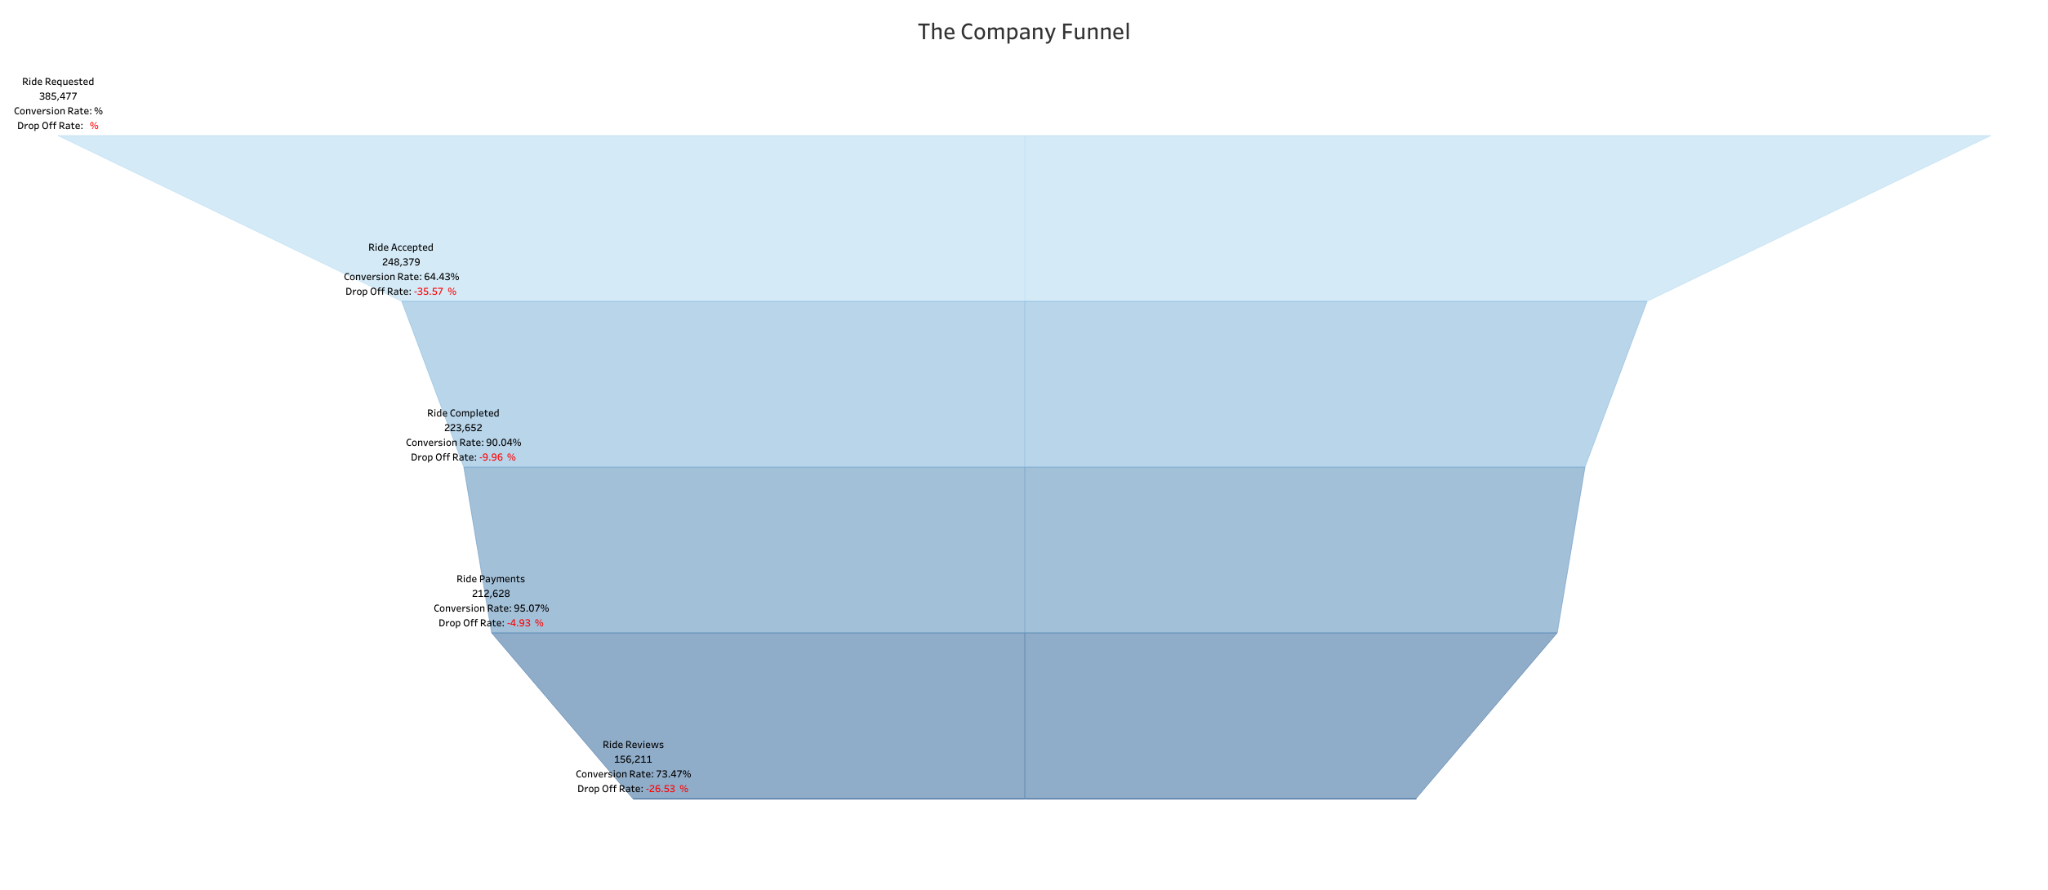 The Company Funnel
Ride Requested
385,477
Conversion Rate: %
Drop Off Rate: %
Ride Accepted
248,379
Conversion Rate: 64.43%
Drop Off Rate: -35.57 %
Ride Completed
223,652
Conversion Rate: 90.04%
Drop Off Rate: -9.96 %
Ride Payments
212,628
Conversion Rate: 95.07%
Drop Off Rate: -4.93 %
Ride Reviews
156,211
Conversion Rate: 73.47%
Drop Off Rate: -26.53 %